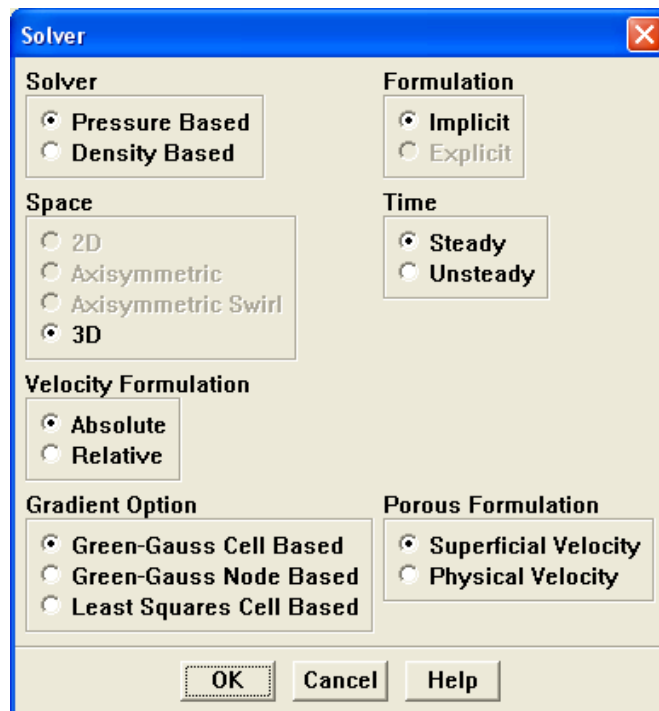 Solver
Solver
Pressure Based
Density Based
Formulation
Implicit
Explicit
Space
2D
Axisymmetric
Axisymmetric Swirl
3D
Time
Steady
Unsteady
Velocity Formulation
Absolute
Relative
Gradient Option
Green-Gauss Cell Based
Green-Gauss Node Based
Least Squares Cell Based
Porous Formulation
Superficial Velocity
Physical Velocity
OK
Cancel
Help